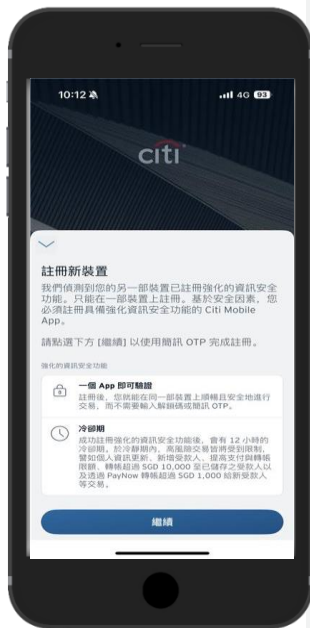 10:12
4G 93
citi
註冊新裝置
我們偵測到您的另一部裝置已註冊強化的資訊安全
功能。只能在一部裝置上註冊。基於安全因素，您
必須註冊具備強化資訊安全功能的 Citi Mobile
App。
請點選下方 [繼續] 以使用簡訊 OTP 完成註冊。
強化的資訊安全功能
一個 App 即可驗證
註冊後，您就能在同一部裝置上順暢且安全地進行
交易，而不需要輸入解鎖碼或簡訊 OTP。
冷卻期
成功註冊強化的資訊安全功能後，會有 12 小時的
冷卻期。於冷靜期內，高風險交易皆將受到限制，
譬如個人資訊更新、新增受款人、提高支付與轉帳
限額、轉帳超過 SGD 10,000 至已儲存之受款人以
及透過 PayNow 轉帳超過 SGD 1,000 給新受款人
等交易。
繼續